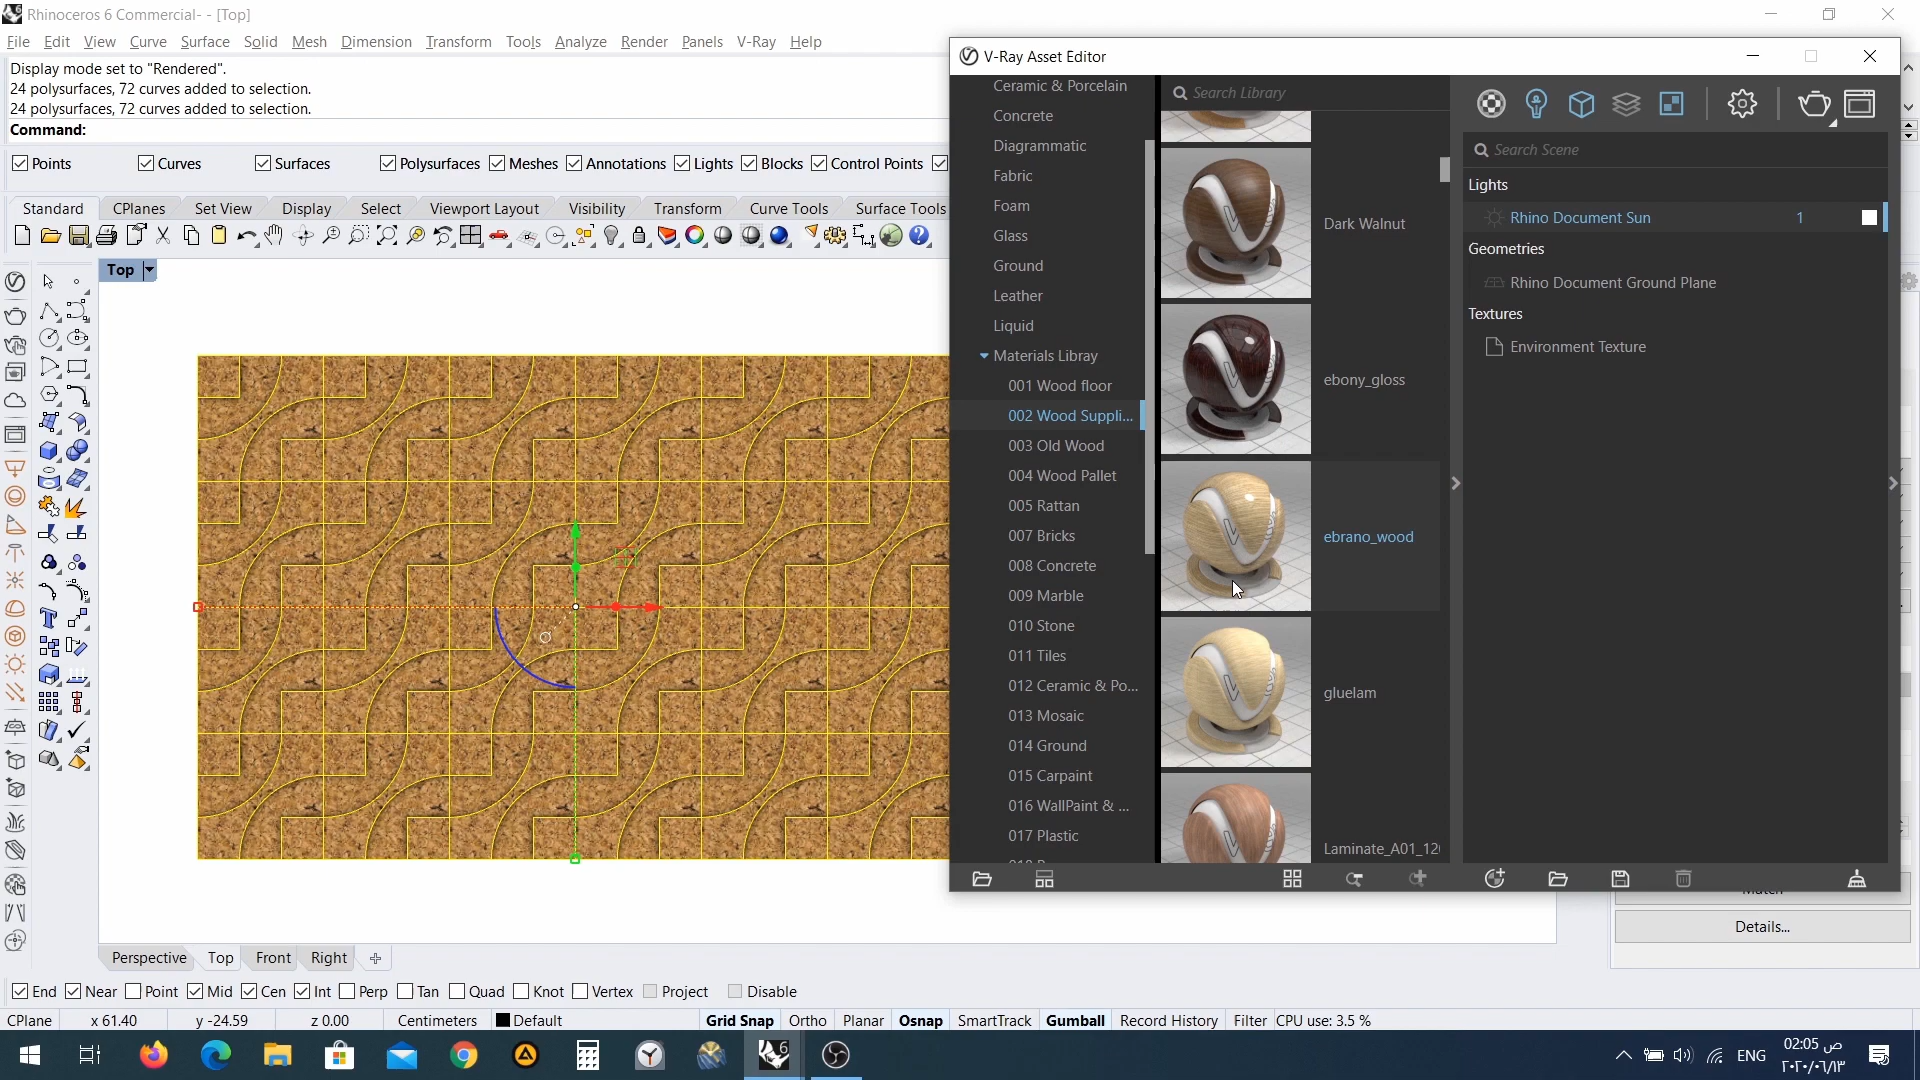 Rhinoceros 6 Commercial- - [Top]
File Edit View Curve Surface Solid Mesh Dimension Transform Tools Analyze Render Panels V-Ray Help
Display mode set to "Rendered".
24 polysurfaces, 72 curves added to selection.
24 polysurfaces, 72 curves added to selection.
Command:
Points Curves Surfaces Polysurfaces Meshes Annotations Lights Blocks Control Points
Standard CPlanes Set View Display Select Viewport Layout Visibility Transform Curve Tools Surface Tools
Top
V-Ray Asset Editor
Ceramic & Porcelain
Concrete
Diagrammatic
Fabric
Foam
Glass
Ground
Leather
Liquid
Materials Libray
001 Wood floor
002 Wood Suppli...
003 Old Wood
004 Wood Pallet
005 Rattan
007 Bricks
008 Concrete
009 Marble
010 Stone
011 Tiles
012 Ceramic & Po...
013 Mosaic
014 Ground
015 Carpaint
016 WallPaint & ...
017 Plastic
Search Library
Dark Walnut
ebony_gloss
ebrano_wood
gluelam
Laminate_A01_12
Search Scene
Lights
Rhino Document Sun 1
Geometries
Rhino Document Ground Plane
Textures
Environment Texture
Match
Details...
Perspective Top Front Right
End Near Point Mid Cen Int Perp Tan Quad Knot Vertex Project Disable
CPlane x 61.40 y -24.59 z 0.00 Centimeters Default Grid Snap Ortho Planar Osnap SmartTrack Gumball Record History Filter CPU use: 3.5 %
6
ENG
02:05 ص
٢٠٢٠/٠٦/١٣